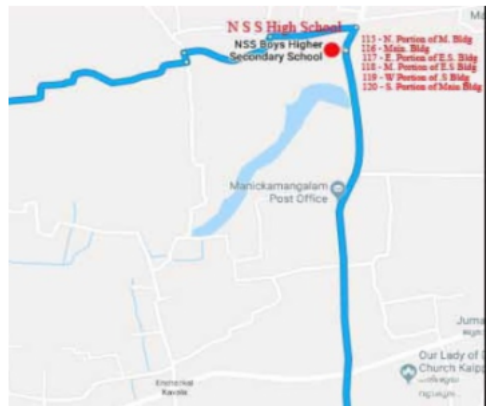 Ma
N S S High School
NSS Boys Higher
Secondary School
115 - N. Portion of M. Bldg
116 - Main. Bldg
117 - E. Portion of E.S. Bldg
118 - M. Portion of E.S Bldg
119 - W Portion of .S Bldg
120 - S. Portion of Main Bldg
Manickamangalam
Post Office
Juma
Our Lady of
Church Kalpp
Kavala